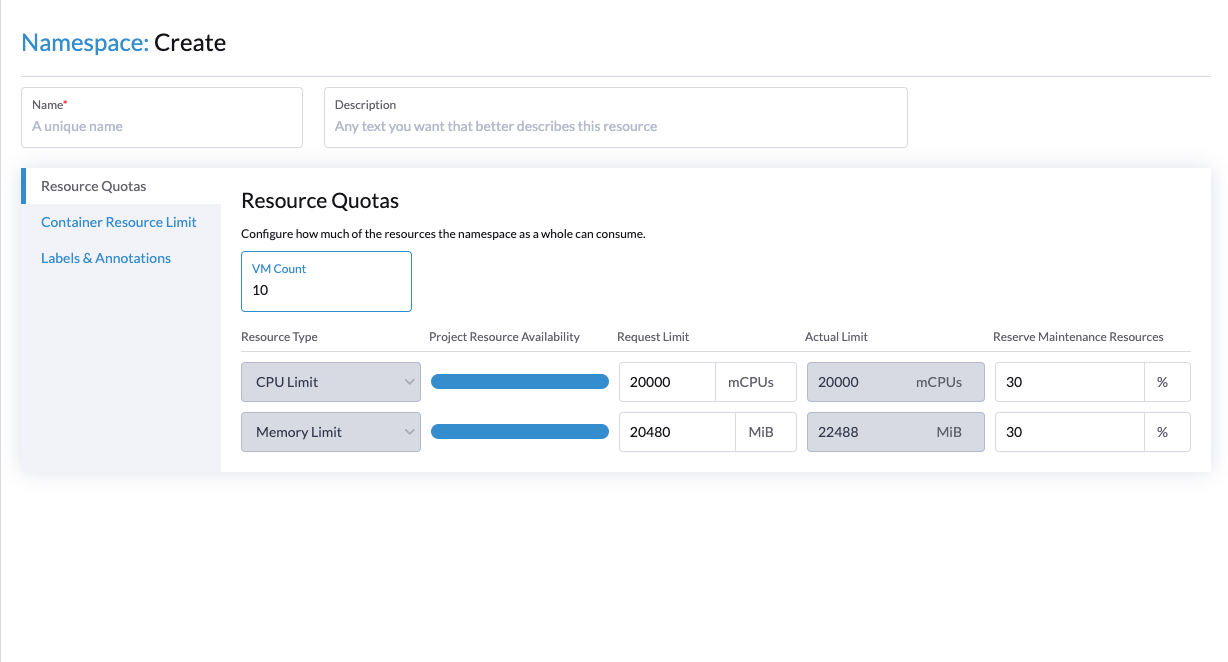 Namespace: Create
Name*
A unique name
Description
Any text you want that better describes this resource
Resource Quotas
Container Resource Limit
Labels & Annotations
Resource Quotas
Configure how much of the resources the namespace as a whole can consume.
VM Count
10
Resource Type Project Resource Availability Request Limit Actual Limit Reserve Maintenance Resources
CPU Limit 20000 mCPUs 20000 mCPUs 30 %
Memory Limit 20480 MiB 22488 MiB 30 %